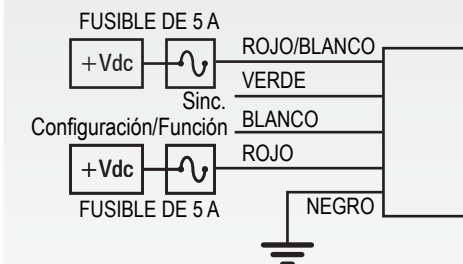 FUSIBLE DE 5 A
+Vdc
ROJO/BLANCO
VERDE
Sinc.
Configuración/Función
BLANCO
ROJO
+Vdc
FUSIBLE DE 5 A
NEGRO